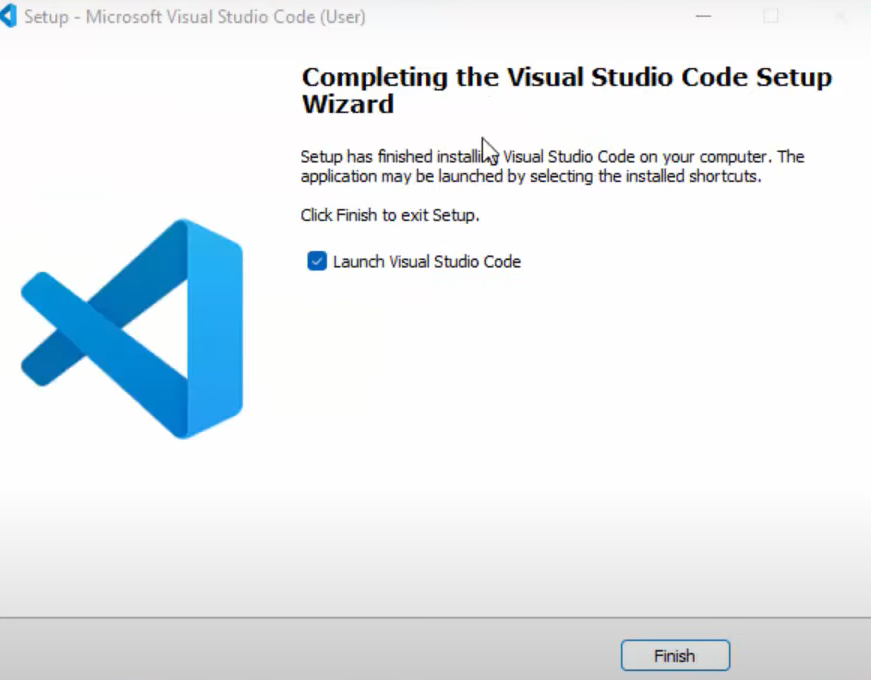 Setup - Microsoft Visual Studio Code (User)
Completing the Visual Studio Code Setup
Wizard
Setup has finished installing Visual Studio Code on your computer. The
application may be launched by selecting the installed shortcuts.
Click Finish to exit Setup.
Launch Visual Studio Code
Finish